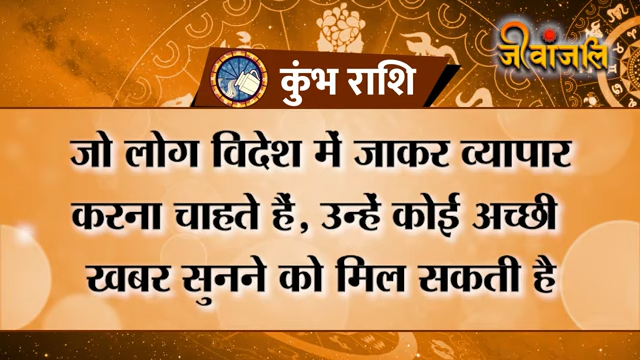 जीवांजलि
कुंभ राशि
जो लोग विदेश में जाकर व्यापार
करना चाहते हैं, उन्हें कोई अच्छी
खबर सुनने को मिल सकती है